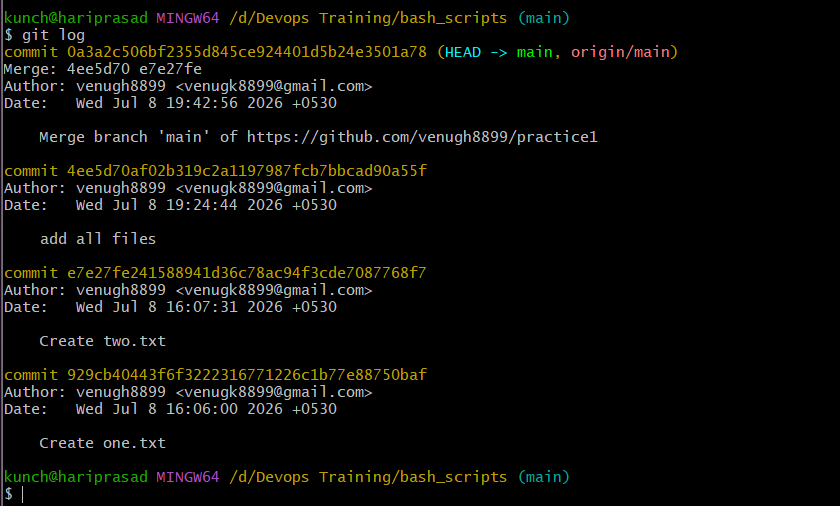 kunch@hariprasad MINGW64 /d/Devops Training/bash_scripts (main)
$ git log
commit 0a3a2c506bf2355d845ce924401d5b24e3501a78 (HEAD -> main, origin/main)
Merge: 4ee5d70 e7e27fe
Author: venugh8899 <venugk8899@gmail.com>
Date:   Wed Jul 8 19:42:56 2026 +0530

    Merge branch 'main' of https://github.com/venugh8899/practice1

commit 4ee5d70af02b319c2a1197987fcb7bbcad90a55f
Author: venugh8899 <venugk8899@gmail.com>
Date:   Wed Jul 8 19:24:44 2026 +0530

    add all files

commit e7e27fe241588941d36c78ac94f3cde7087768f7
Author: venugh8899 <venugk8899@gmail.com>
Date:   Wed Jul 8 16:07:31 2026 +0530

    Create two.txt

commit 929cb40443f6f3222316771226c1b77e88750baf
Author: venugh8899 <venugk8899@gmail.com>
Date:   Wed Jul 8 16:06:00 2026 +0530

    Create one.txt

kunch@hariprasad MINGW64 /d/Devops Training/bash_scripts (main)
$